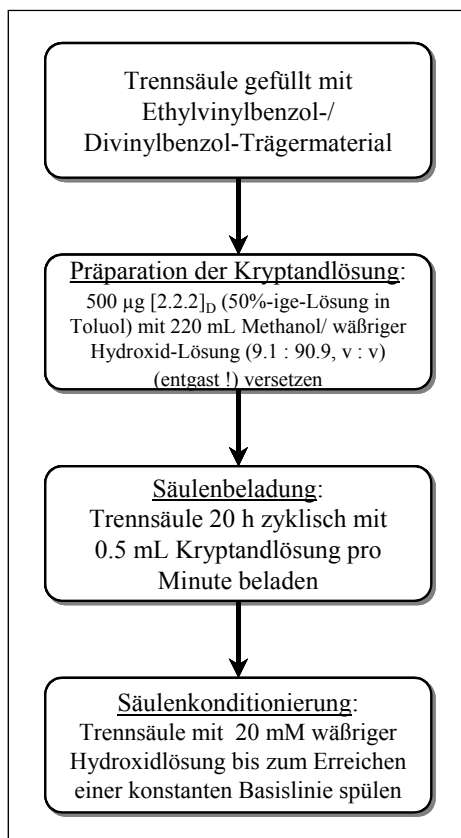 Trennsäule gefüllt mit
Ethylvinylbenzol-/
Divinylbenzol-Trägermaterial
Präparation der Kryptandlösung:
500 µg [2.2.2]D (50%-ige-Lösung in
Toluol) mit 220 mL Methanol/ wäßriger
Hydroxid-Lösung (9.1 : 90.9, v : v)
(entgast !) versetzen
Säulenbeladung:
Trennsäule 20 h zyklisch mit
0.5 mL Kryptandlösung pro
Minute beladen
Säulenkonditionierung:
Trennsäule mit 20 mM wäßriger
Hydroxidlösung bis zum Erreichen
einer konstanten Basislinie spülen